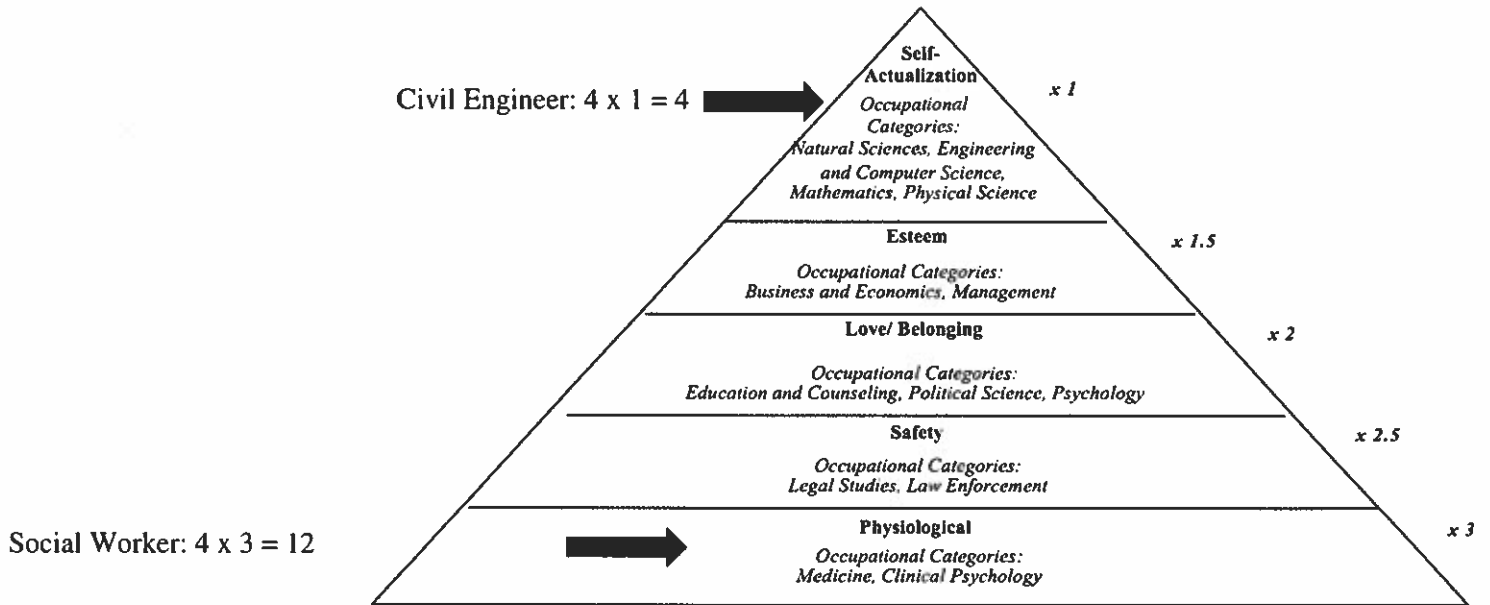 Self-
Actualization
x 1
Civil Engineer: 4 x 1 = 4
Occupational
Categories:
Natural Sciences, Engineering
and Computer Science,
Mathematics, Physical Science
Esteem
x 1.5
Occupational Categories:
Business and Economics, Management
Love/ Belonging
x 2
Occupational Categories:
Education and Counseling, Political Science, Psychology
Safety
x 2.5
Occupational Categories:
Legal Studies, Law Enforcement
Physiological
x 3
Social Worker: 4 x 3 = 12
Occupational Categories:
Medicine, Clinical Psychology